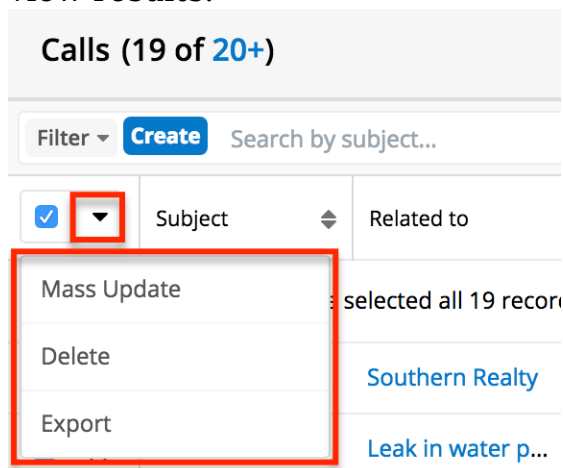 Calls (19 of 20+)
Filter Create Search by subject...
Subject Related to
Mass Update
selected all 19 recor
Delete
Southern Realty
Export
Leak in water p...